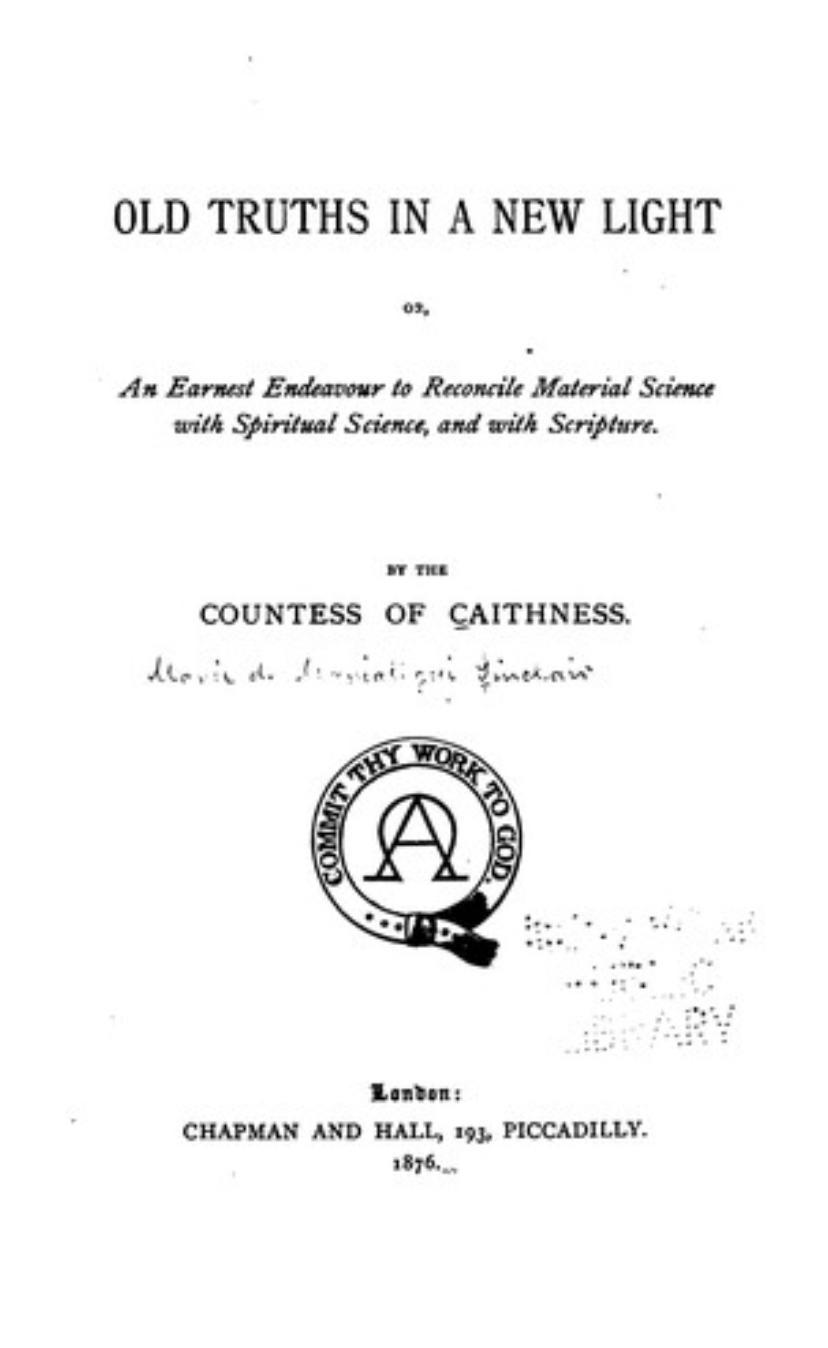 OLD TRUTHS IN A NEW LIGHT
OR,
An Earnest Endeavour to Reconcile Material Science
with Spiritual Science, and with Scripture.
BY THE
COUNTESS OF CAITHNESS.
Marie de Sinclair
COMMIT THY WORK TO GOD.
AΩ
LIBRARY
London:
CHAPMAN AND HALL, 193, PICCADILLY.
1876.